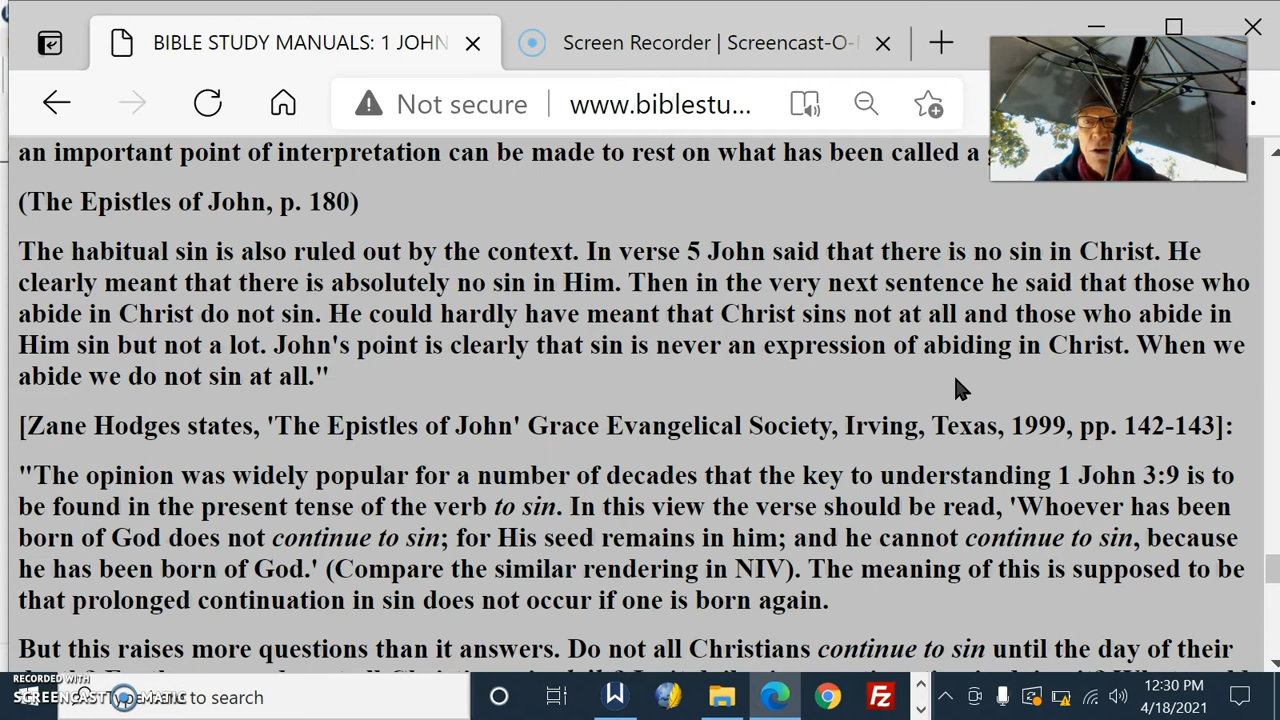 BIBLE STUDY MANUALS: 1 JOHN
Screen Recorder | Screencast-O-
Not secure
www.biblestu...
an important point of interpretation can be made to rest on what has been called a
(The Epistles of John, p. 180)
The habitual sin is also ruled out by the context. In verse 5 John said that there is no sin in Christ. He
clearly meant that there is absolutely no sin in Him. Then in the very next sentence he said that those who
abide in Christ do not sin. He could hardly have meant that Christ sins not at all and those who abide in
Him sin but not a lot. John's point is clearly that sin is never an expression of abiding in Christ. When we
abide we do not sin at all."
[Zane Hodges states, 'The Epistles of John' Grace Evangelical Society, Irving, Texas, 1999, pp. 142-143]:
"The opinion was widely popular for a number of decades that the key to understanding 1 John 3:9 is to
be found in the present tense of the verb to sin. In this view the verse should be read, 'Whoever has been
born of God does not continue to sin; for His seed remains in him; and he cannot continue to sin, because
he has been born of God.' (Compare the similar rendering in NIV). The meaning of this is supposed to be
that prolonged continuation in sin does not occur if one is born again.
But this raises more questions than it answers. Do not all Christians continue to sin until the day of their
RECORDED WITH
SCREENCAST MATIC
to search
12:30 PM
4/18/2021